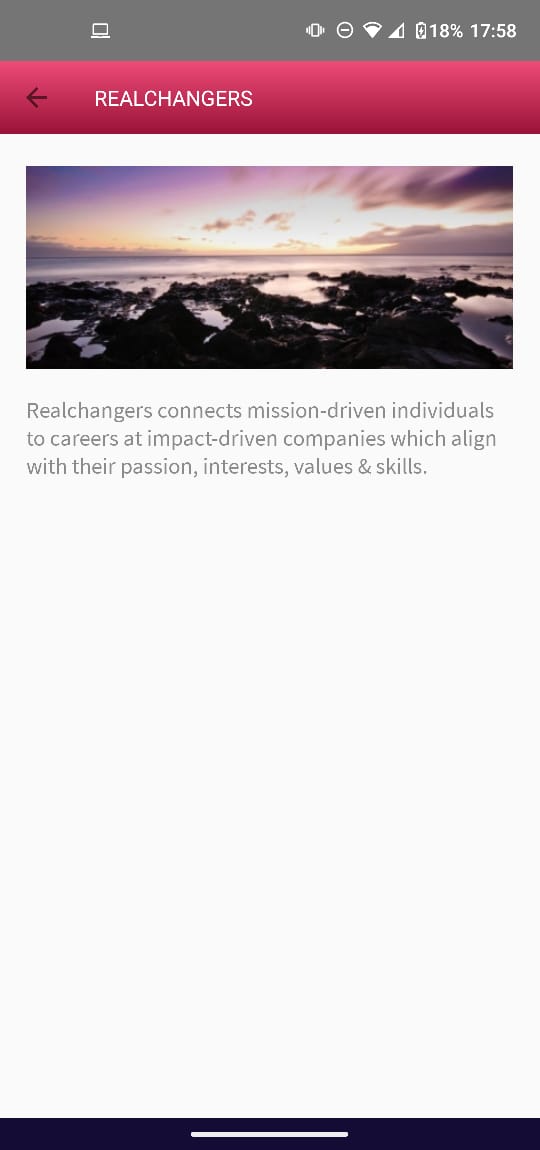 18% 17:58
REALCHANGERS
Realchangers connects mission-driven individuals
to careers at impact-driven companies which align
with their passion, interests, values & skills.